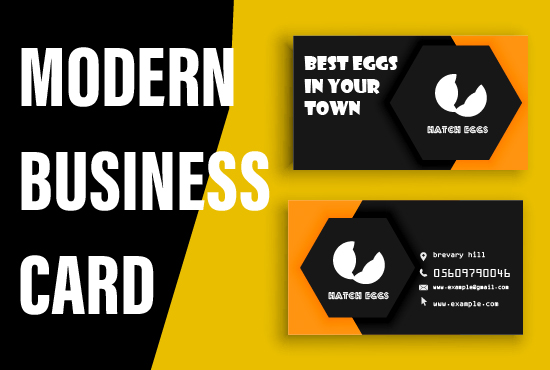 MODERN
BUSINESS
CARD
BEST EGGS
IN YOUR
TOWN
HATCH EGGS
HATCH EGGS
brevary hill
05609790046
www-example@gmail-com
www-example-com